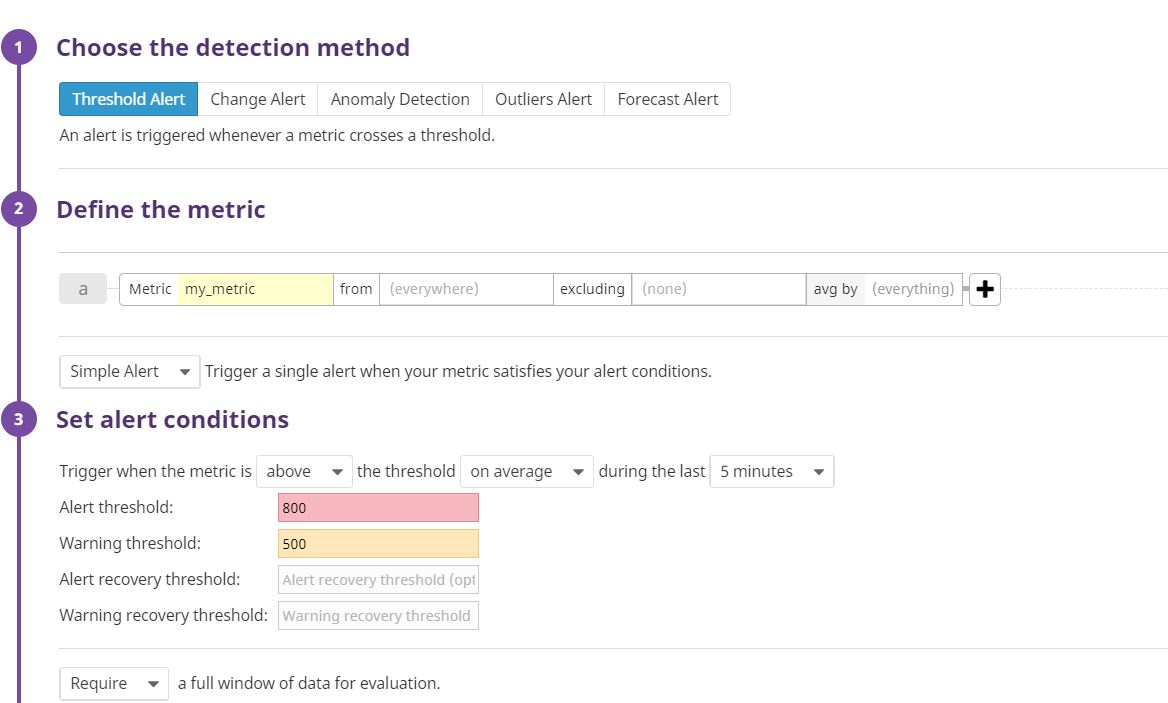 1 Choose the detection method
Threshold Alert Change Alert Anomaly Detection Outliers Alert Forecast Alert
An alert is triggered whenever a metric crosses a threshold.
2 Define the metric
a Metric my_metric from (everywhere) excluding (none) avg by (everything)
Simple Alert Trigger a single alert when your metric satisfies your alert conditions.
3 Set alert conditions
Trigger when the metric is above the threshold on average during the last 5 minutes
Alert threshold: 800
Warning threshold: 500
Alert recovery threshold: Alert recovery threshold (opt
Warning recovery threshold: Warning recovery threshold
Require a full window of data for evaluation.